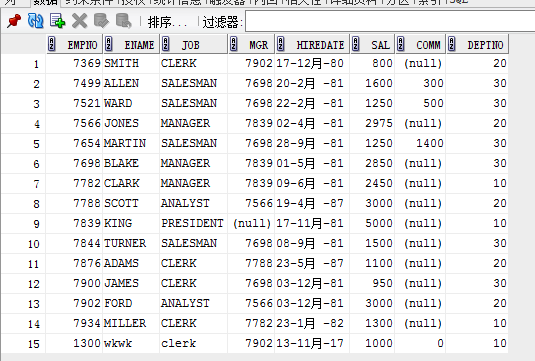 数据
排序... 过滤器:
EMPNO ENAME JOB MGR HIREDATE SAL COMM DEPTNO
1 7369 SMITH CLERK 7902 17-12月-80 800 (null) 20
2 7499 ALLEN SALESMAN 7698 20-2月 -81 1600 300 30
3 7521 WARD SALESMAN 7698 22-2月 -81 1250 500 30
4 7566 JONES MANAGER 7839 02-4月 -81 2975 (null) 20
5 7654 MARTIN SALESMAN 7698 28-9月 -81 1250 1400 30
6 7698 BLAKE MANAGER 7839 01-5月 -81 2850 (null) 30
7 7782 CLARK MANAGER 7839 09-6月 -81 2450 (null) 10
8 7788 SCOTT ANALYST 7566 19-4月 -87 3000 (null) 20
9 7839 KING PRESIDENT (null) 17-11月-81 5000 (null) 10
10 7844 TURNER SALESMAN 7698 08-9月 -81 1500 (null) 30
11 7876 ADAMS CLERK 7788 23-5月 -87 1100 (null) 20
12 7900 JAMES CLERK 7698 03-12月-81 950 (null) 30
13 7902 FORD ANALYST 7566 03-12月-81 3000 (null) 20
14 7934 MILLER CLERK 7782 23-1月 -82 1300 (null) 10
15 1300 wkwk clerk 7902 13-11月-17 1000 0 10